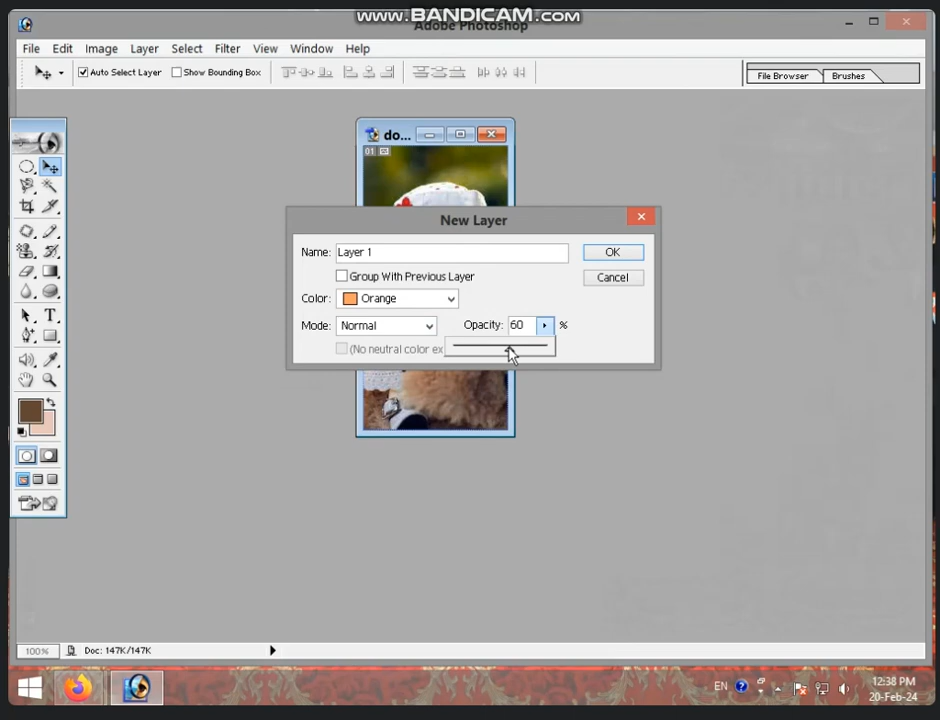 www.BANDICAM.com
Adobe Photoshop
File Edit Image Layer Select Filter View Window Help
Auto Select Layer Show Bounding Box File Browser Brushes
do...
01
New Layer
Name: Layer 1 OK
Group With Previous Layer Cancel
Color: Orange
Mode: Normal Opacity: 60 %
(No neutral color ex
T
100% Doc: 147K/147K
EN 12:38 PM
20-Feb-24